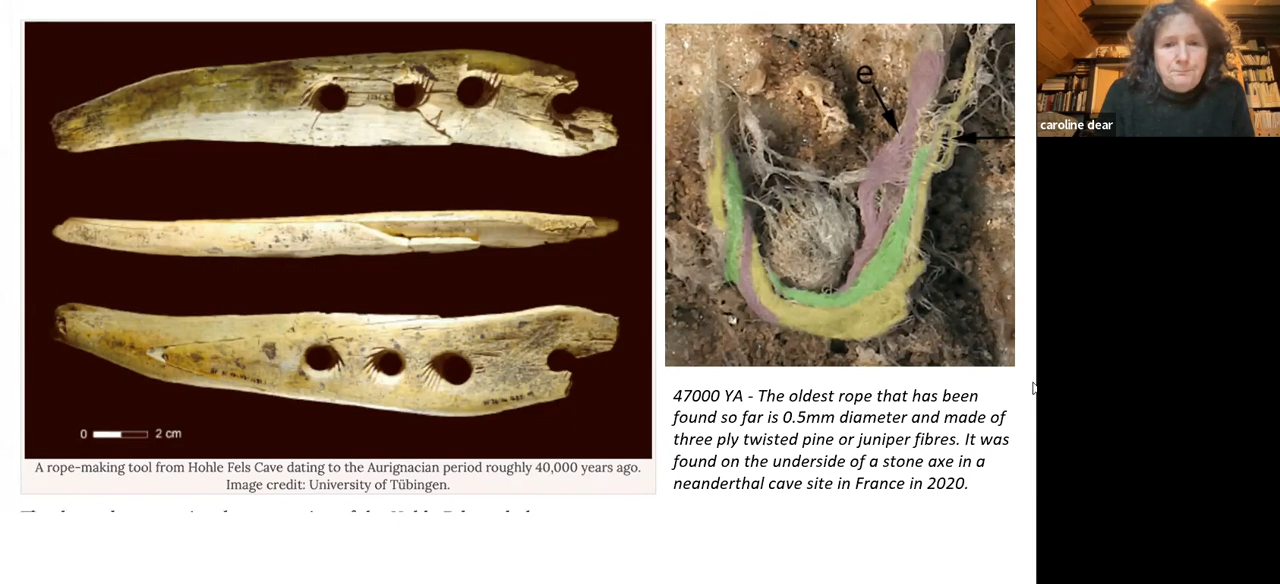 0 2 cm
A rope-making tool from Hohle Fels Cave dating to the Aurignacian period roughly 40,000 years ago.
Image credit: University of Tübingen.
e
47000 YA - The oldest rope that has been
found so far is 0.5mm diameter and made of
three ply twisted pine or juniper fibres. It was
found on the underside of a stone axe in a
neanderthal cave site in France in 2020.
caroline dear